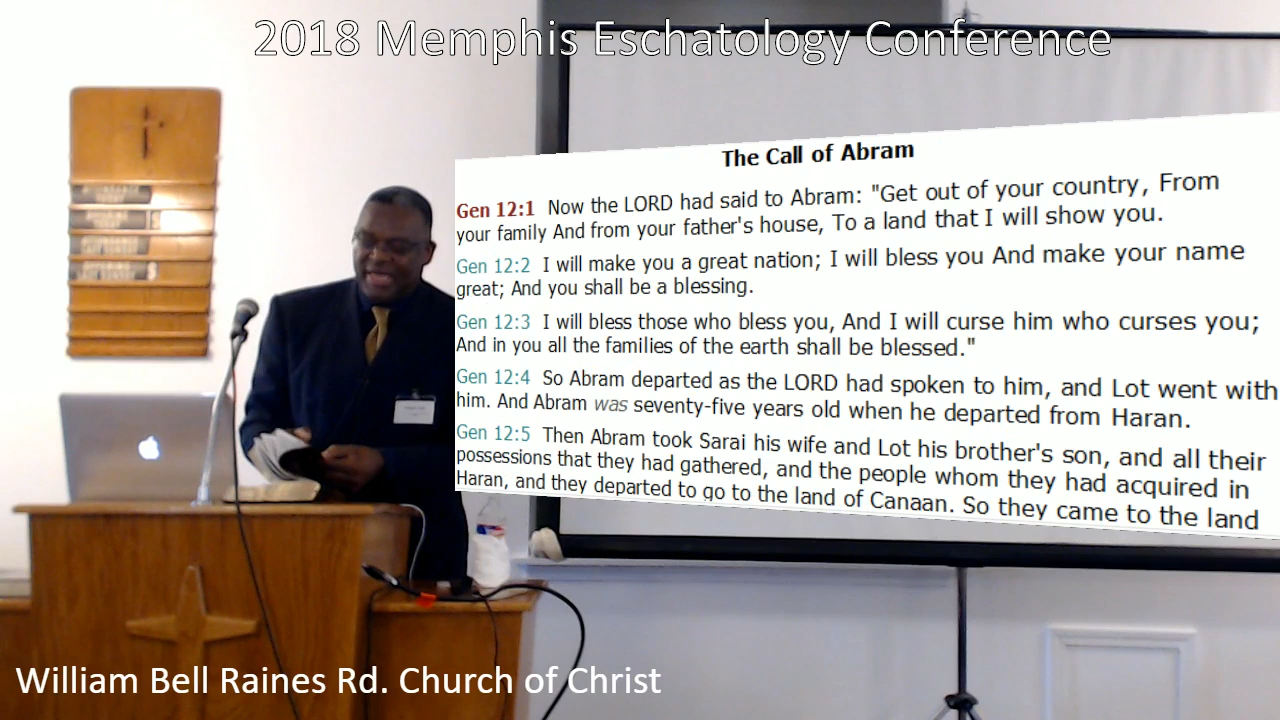 2018 Memphis Eschatology Conference
The Call of Abram
Gen 12:1 Now the LORD had said to Abram: "Get out of your country, From
your family And from your father's house, To a land that I will show you.
Gen 12:2 I will make you a great nation; I will bless you And make your name
great; And you shall be a blessing.
Gen 12:3 I will bless those who bless you, And I will curse him who curses you;
And in you all the families of the earth shall be blessed."
Gen 12:4 So Abram departed as the LORD had spoken to him, and Lot went with
him. And Abram was seventy-five years old when he departed from Haran.
Gen 12:5 Then Abram took Sarai his wife and Lot his brother's son, and all their
possessions that they had gathered, and the people whom they had acquired in
Haran, and they departed to go to the land of Canaan. So they came to the land
William Bell Raines Rd. Church of Christ